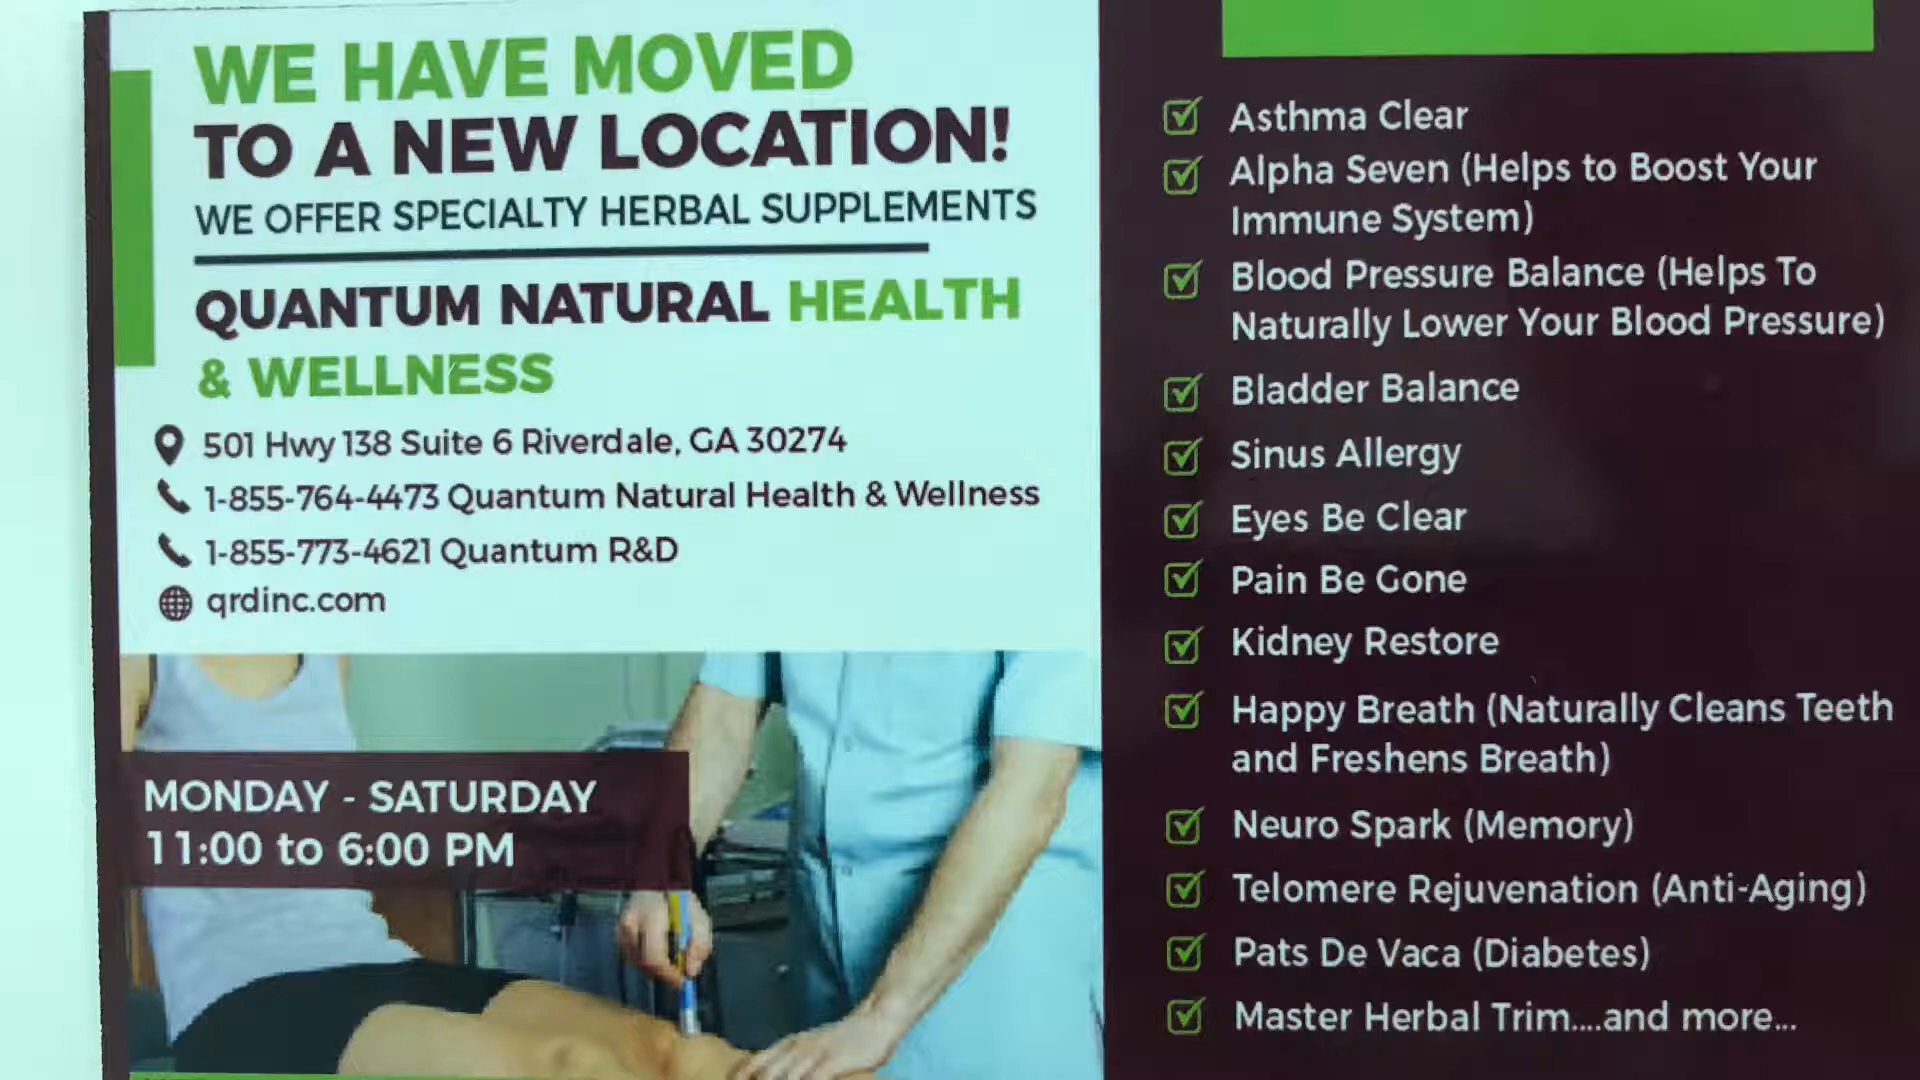 WE HAVE MOVED
TO A NEW LOCATION!
WE OFFER SPECIALTY HERBAL SUPPLEMENTS
QUANTUM NATURAL HEALTH
& WELLNESS
501 Hwy 138 Suite 6 Riverdale, GA 30274
1-855-764-4473 Quantum Natural Health & Wellness
1-855-773-4621 Quantum R&D
qrdinc.com
MONDAY - SATURDAY
11:00 to 6:00 PM
Asthma Clear
Alpha Seven (Helps to Boost Your
Immune System)
Blood Pressure Balance (Helps To
Naturally Lower Your Blood Pressure)
Bladder Balance
Sinus Allergy
Eyes Be Clear
Pain Be Gone
Kidney Restore
Happy Breath (Naturally Cleans Teeth
and Freshens Breath)
Neuro Spark (Memory)
Telomere Rejuvenation (Anti-Aging)
Pats De Vaca (Diabetes)
Master Herbal Trim....and more...